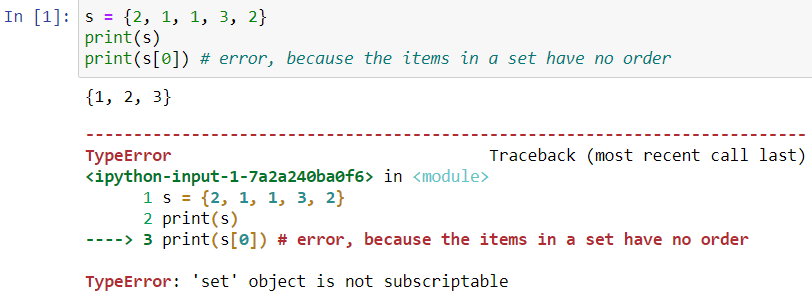 In [1]: s = {2, 1, 1, 3, 2}
print(s)
print(s[0]) # error, because the items in a set have no order
{1, 2, 3}
---------------------------------------------------------------------------
TypeError Traceback (most recent call last)
<ipython-input-1-7a2a240ba0f6> in <module>
1 s = {2, 1, 1, 3, 2}
2 print(s)
----> 3 print(s[0]) # error, because the items in a set have no order
TypeError: 'set' object is not subscriptable